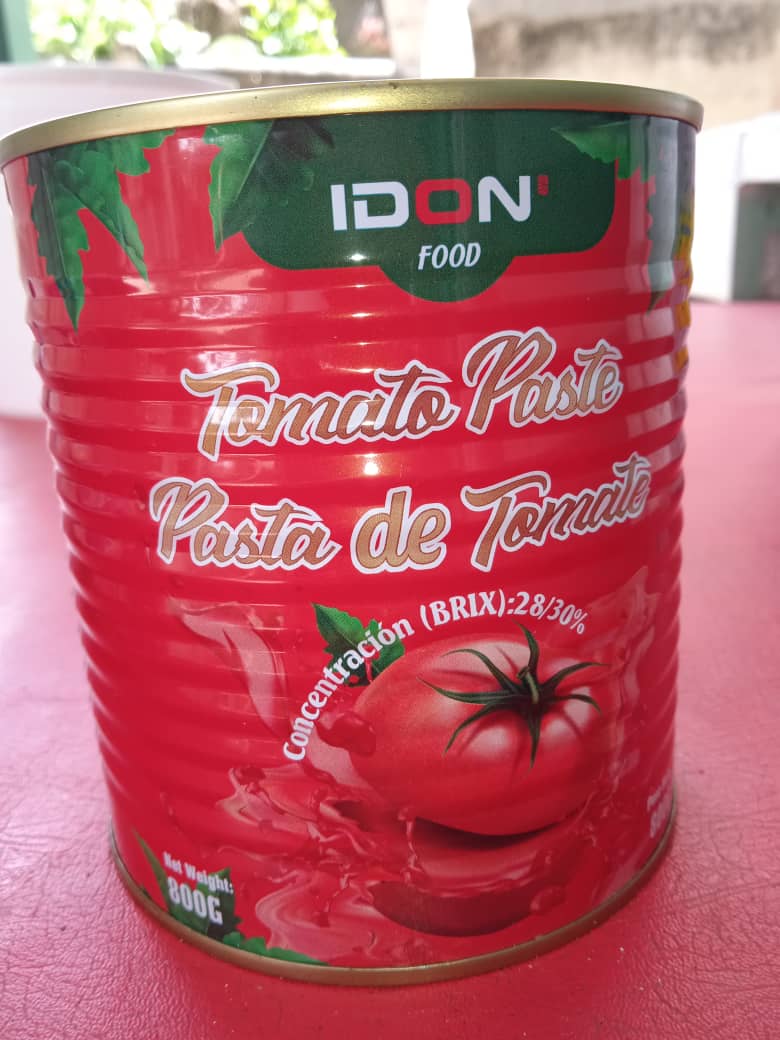 IDON
FOOD
Tomato Paste
Pasta de Tomate
Concentración (BRIX):28/30%
Net Weight:
800G